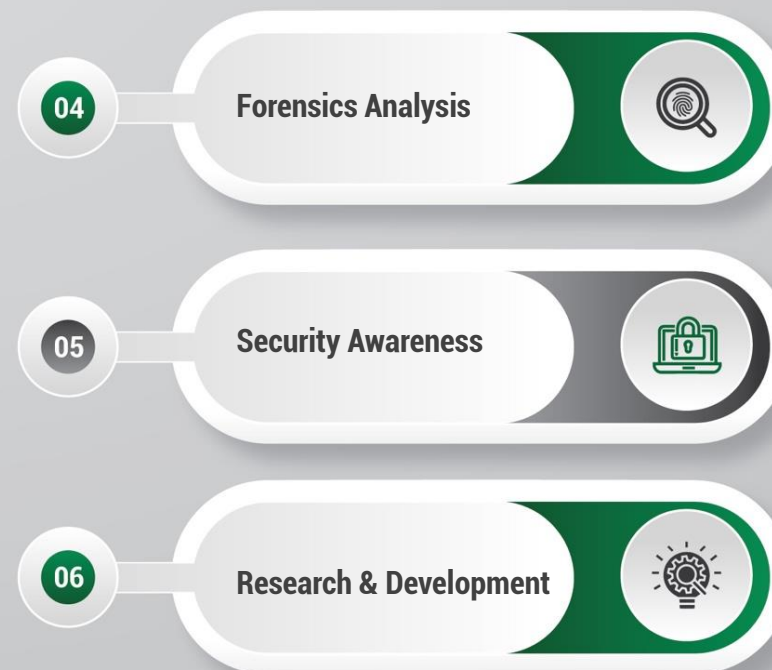 04
Forensics Analysis
05
Security Awareness
06
Research & Development